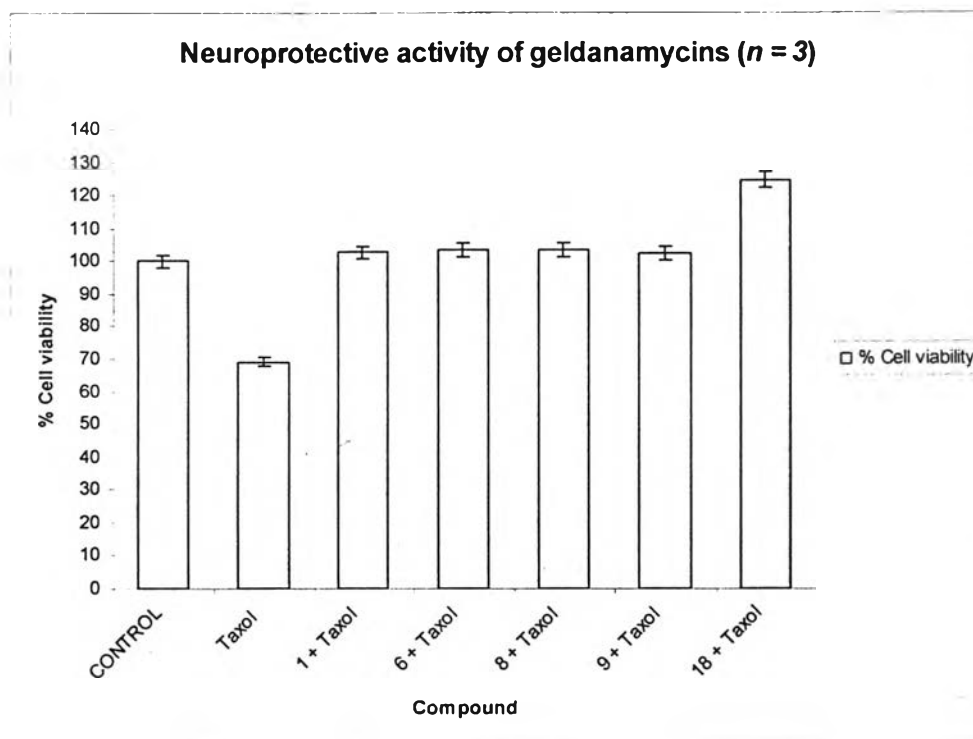 Neuroprotective activity of geldanamycins (n = 3)
140
130
120
110
100
90
80
70
60
50
40
30
20
10
0
% Cell viability
CONTROL
Taxol
1 + Taxol
6 + Taxol
8 + Taxol
9 + Taxol
18 + Taxol
Compound
% Cell viability